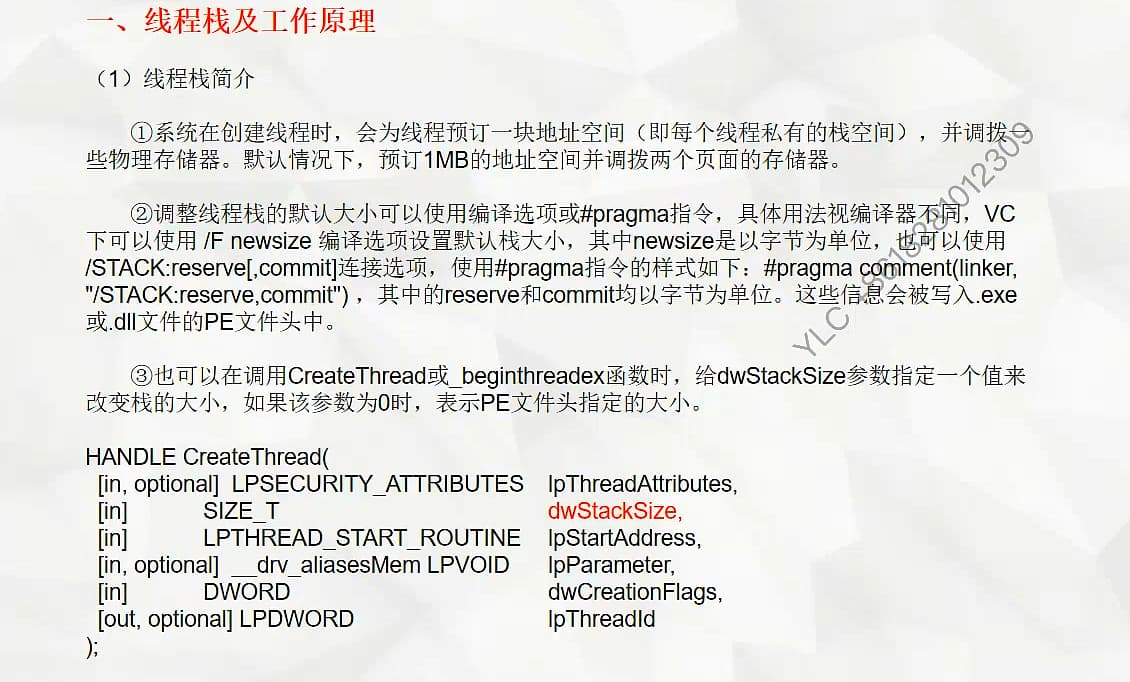 一、线程栈及工作原理
（1）线程栈简介
①系统在创建线程时，会为线程预订一块地址空间（即每个线程私有的栈空间），并调拨一
些物理存储器。默认情况下，预订1MB的地址空间并调拨两个页面的存储器。
②调整线程栈的默认大小可以使用编译选项或#pragma指令，具体用法视编译器不同，VC
下可以使用 /F newsize 编译选项设置默认栈大小，其中newsize是以字节为单位，也可以使用
/STACK:reserve[,commit]连接选项，使用#pragma指令的样式如下：#pragma comment(linker,
"/STACK:reserve,commit") ，其中的reserve和commit均以字节为单位。这些信息会被写入.exe
或.dll文件的PE文件头中。
③也可以在调用CreateThread或_beginthreadex函数时，给dwStackSize参数指定一个值来
改变栈的大小，如果该参数为0时，表示PE文件头指定的大小。
HANDLE CreateThread(
[in, optional] LPSECURITY_ATTRIBUTES lpThreadAttributes,
[in] SIZE_T dwStackSize,
[in] LPTHREAD_START_ROUTINE lpStartAddress,
[in, optional] __drv_aliasesMem LPVOID lpParameter,
[in] DWORD dwCreationFlags,
[out, optional] LPDWORD lpThreadId
);
YLC